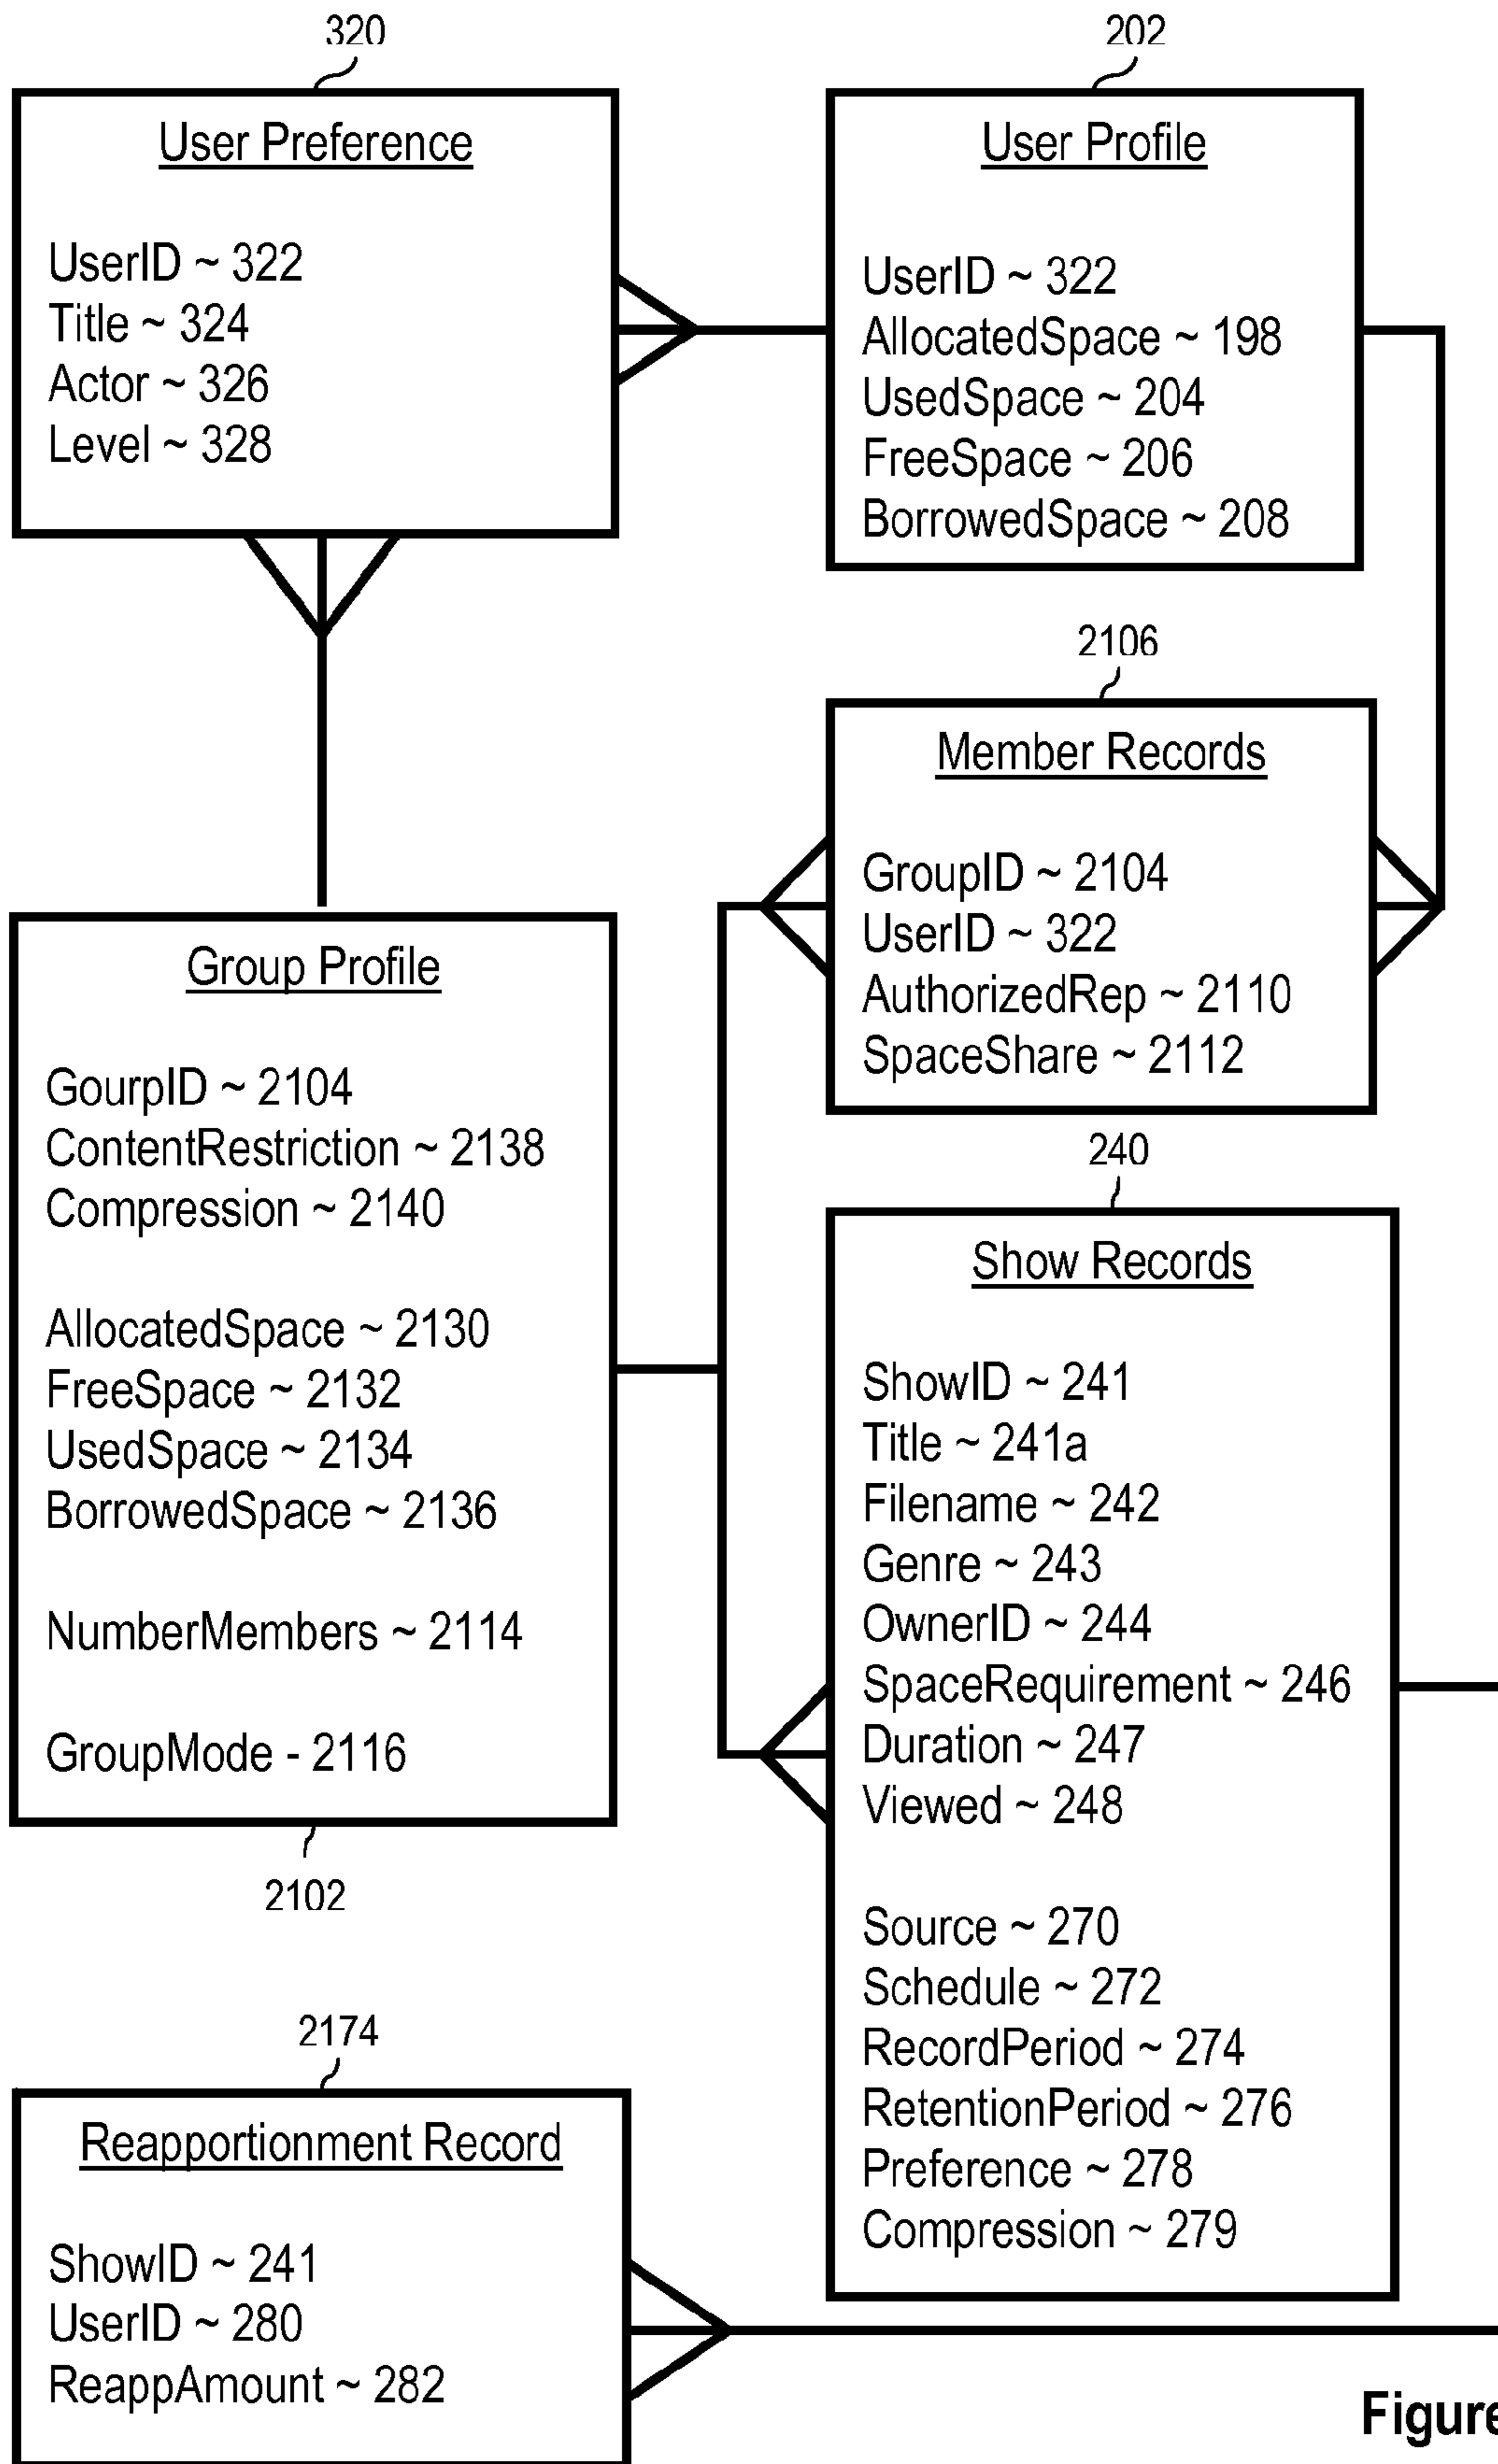 320
User Preference
UserID ~ 322
Title ~ 324
Actor ~ 326
Level ~ 328
202
User Profile
UserID ~ 322
AllocatedSpace ~ 198
UsedSpace ~ 204
FreeSpace ~ 206
BorrowedSpace ~ 208
2106
Member Records
GroupID ~ 2104
UserID ~ 322
AuthorizedRep ~ 2110
SpaceShare ~ 2112
Group Profile
GourpID ~ 2104
ContentRestriction ~ 2138
Compression ~ 2140
AllocatedSpace ~ 2130
FreeSpace ~ 2132
UsedSpace ~ 2134
BorrowedSpace ~ 2136
NumberMembers ~ 2114
GroupMode - 2116
2102
240
Show Records
ShowID ~ 241
Title ~ 241a
Filename ~ 242
Genre ~ 243
OwnerID ~ 244
SpaceRequirement ~ 246
Duration ~ 247
Viewed ~ 248
Source ~ 270
Schedule ~ 272
RecordPeriod ~ 274
RetentionPeriod ~ 276
Preference ~ 278
Compression ~ 279
2174
Reapportionment Record
ShowID ~ 241
UserID ~ 280
ReappAmount ~ 282
Figure